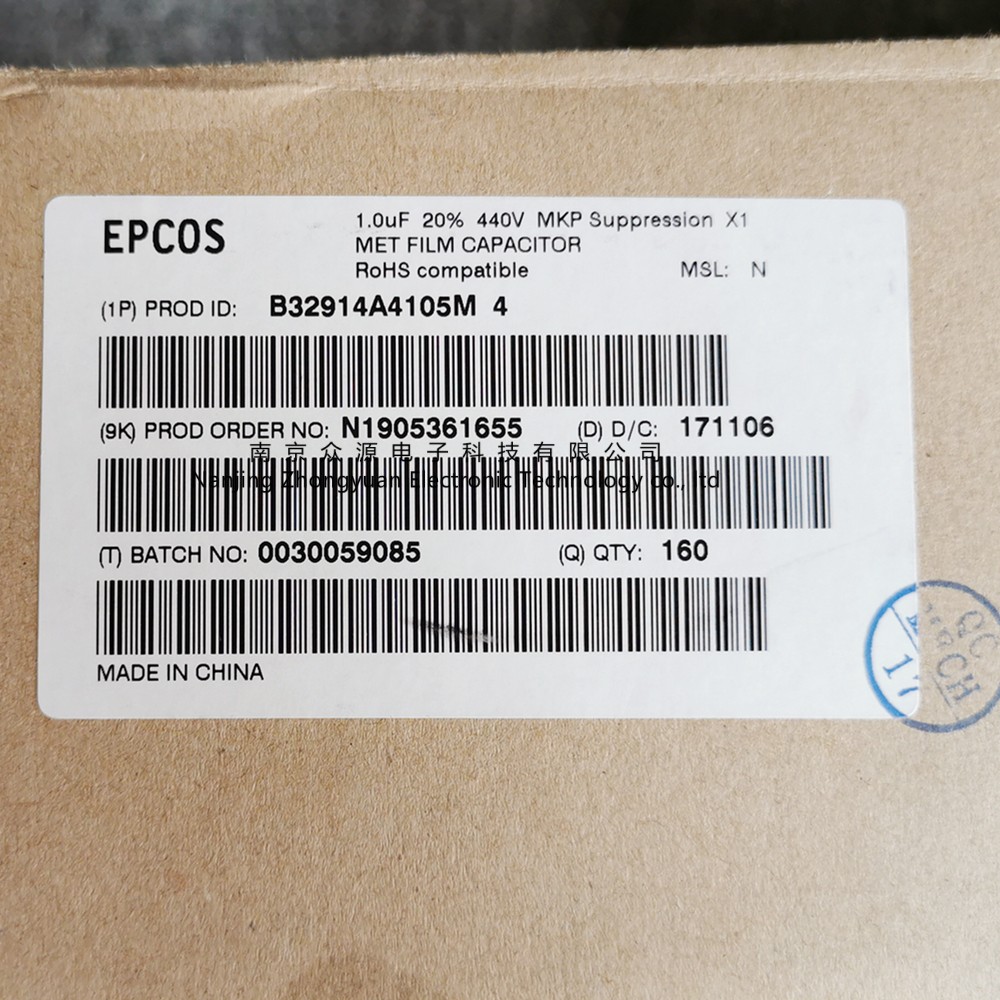 EPCOS
1.0uF 20% 440V MKP Suppression X1
MET FILM CAPACITOR
RoHS compatible MSL: N
(1P) PROD ID: B32914A4105M 4
(9K) PROD ORDER NO: N1905361655 (D) D/C: 171106
南京众源电子科技有限公司
Nanjing Zhongyuan Electronic Technology co., ltd
(T) BATCH NO: 0030059085 (Q) QTY: 160
MADE IN CHINA
QC
17